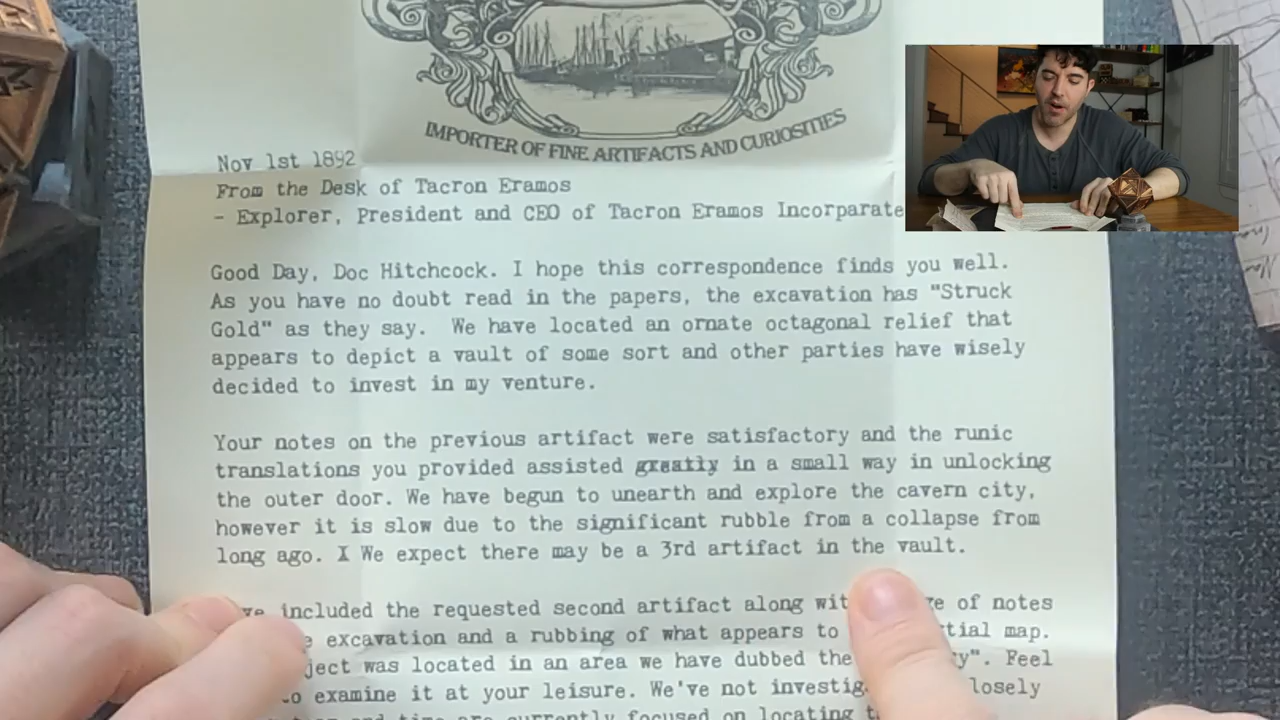 IMPORTER OF FINE ARTIFACTS AND CURIOSITIES
Nov 1st 1892
From the Desk of Tacron Eramos
- Explorer, President and CEO of Tacron Eramos Incorparate
Good Day, Doc Hitchcock. I hope this correspondence finds you well.
As you have no doubt read in the papers, the excavation has "Struck
Gold" as they say. We have located an ornate octagonal relief that
appears to depict a vault of some sort and other parties have wisely
decided to invest in my venture.
Your notes on the previous artifact were satisfactory and the runic
translations you provided assisted greatly in a small way in unlocking
the outer door. We have begun to unearth and explore the cavern city,
however it is slow due to the significant rubble from a collapse from
long ago. I We expect there may be a 3rd artifact in the vault.
included the requested second artifact along of notes
excavation and a rubbing of what appears to map.
was located in an area we have dubbed the Feel
to examine it at your leisure. We've not
and time are currently focused on locating